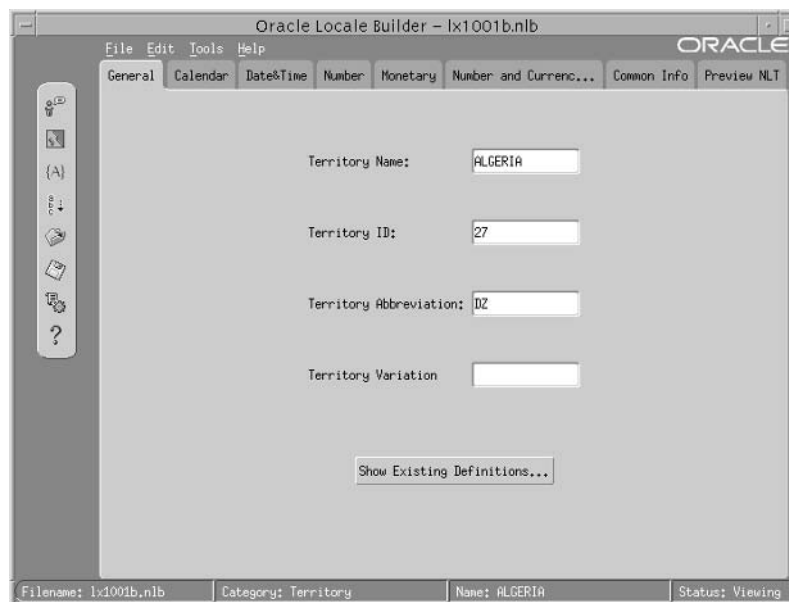 Oracle Locale Builder – lx1001b.nlb
File Edit Tools Help
ORACLE
General Calendar Date&Time Number Monetary Number and Currenc... Common Info Preview NLT
Territory Name: ALGERIA
Territory ID: 27
Territory Abbreviation: DZ
Territory Variation
Show Existing Definitions...
Filename: lx1001b.nlb Category: Territory Name: ALGERIA Status: Viewing